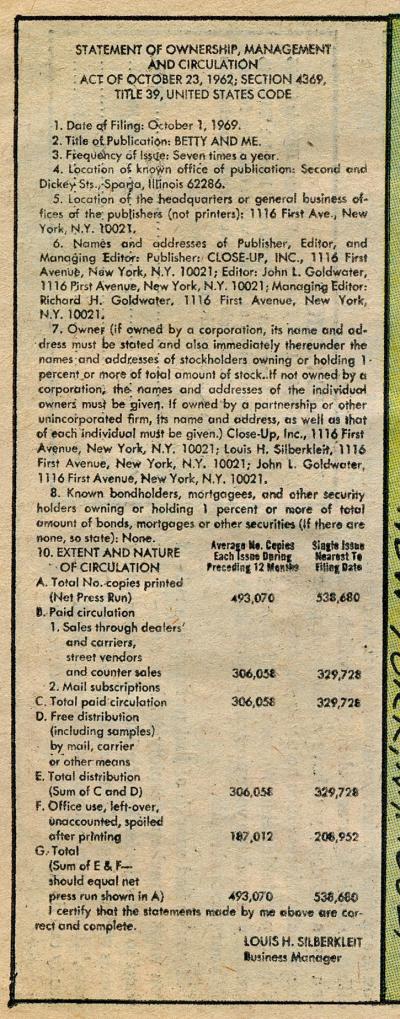 STATEMENT OF OWNERSHIP, MANAGEMENT
AND CIRCULATION
ACT OF OCTOBER 23, 1962; SECTION 4369,
TITLE 39, UNITED STATES CODE
1. Date of Filing: October 1, 1969.
2. Title of Publication: BETTY AND ME.
3. Frequency of Issue: Seven times a year.
4. Location of known office of publication: Second and
Dickey Sts., Sparta, Illinois 62286.
5. Location of the headquarters or general business of-
fices of the publishers (not printers): 1116 First Ave., New
York, N.Y. 10021.
6. Names and addresses of Publisher, Editor, and
Managing Editor: Publisher: CLOSE-UP, INC., 1116 First
Avenue, New York, N.Y. 10021; Editor: John L. Goldwater,
1116 First Avenue, New York, N.Y. 10021; Managing Editor:
Richard H. Goldwater, 1116 First Avenue, New York,
N.Y. 10021.
7. Owner (if owned by a corporation, its name and ad-
dress must be stated and also immediately thereunder the
names and addresses of stockholders owning or holding 1
percent or more of total amount of stock. If not owned by a
corporation, the names and addresses of the individual
owners must be given. If owned by a partnership or other
unincorporated firm, its name and address, as well as that
of each individual must be given.) Close-Up, Inc., 1116 First
Avenue, New York, N.Y. 10021; Louis H. Silberkleit, 1116
First Avenue, New York, N.Y. 10021; John L. Goldwater,
1116 First Avenue, New York, N.Y. 10021.
8. Known bondholders, mortgagees, and other security
holders owning or holding 1 percent or more of total
amount of bonds, mortgages or other securities (If there are
none, so state): None.
10. EXTENT AND NATURE OF CIRCULATION
Average No. Copies Each Issue During Preceding 12 Months
Single Issue Nearest To Filing Date
A. Total No. copies printed
(Net Press Run) 493,070 538,680
B. Paid circulation
1. Sales through dealers'
and carriers,
street vendors
and counter sales 306,058 329,728
2. Mail subscriptions
C. Total paid circulation 306,058 329,728
D. Free distribution
(including samples)
by mail, carrier
or other means
E. Total distribution
(Sum of C and D) 306,058 329,728
F. Office use, left-over,
unaccounted, spoiled
after printing 187,012 208,952
G. Total
(Sum of E & F—
should equal net
press run shown in A) 493,070 538,680
I certify that the statements made by me above are cor-
rect and complete.
LOUIS H. SILBERKLEIT
Business Manager